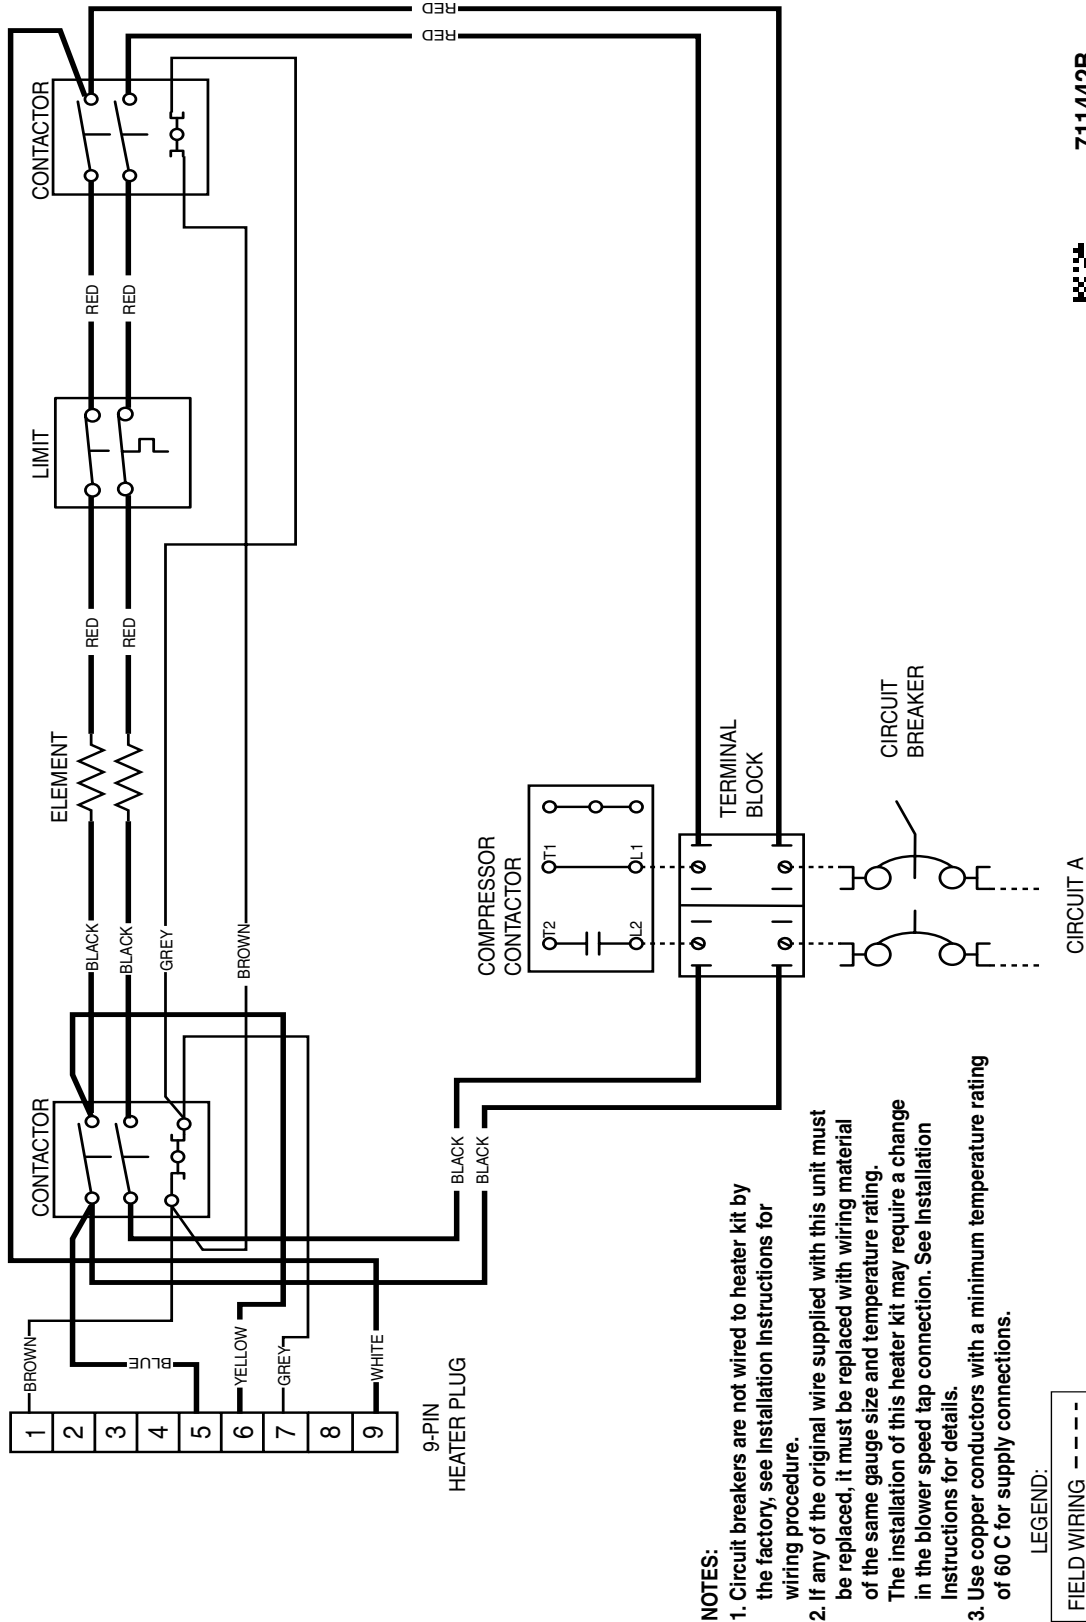 CONTACTOR
CONTACTOR
LIMIT
ELEMENT
RED
RED
RED
RED
RED
RED
BLACK
BLACK
GREY
BROWN
BROWN
BLUE
YELLOW
GREY
WHITE
1
2
3
4
5
6
7
8
9
9-PIN
HEATER PLUG
BLACK
BLACK
COMPRESSOR
CONTACTOR
T2
T1
L2
L1
TERMINAL
BLOCK
CIRCUIT
BREAKER
CIRCUIT A
NOTES:
1. Circuit breakers are not wired to heater kit by
the factory, see Installation Instructions for
wiring procedure.
2. If any of the original wire supplied with this unit must
be replaced, it must be replaced with wiring material
of the same gauge size and temperature rating.
The installation of this heater kit may require a change
in the blower speed tap connection. See Installation
Instructions for details.
3. Use copper conductors with a minimum temperature rating
of 60 C for supply connections.
LEGEND:
FIELD WIRING